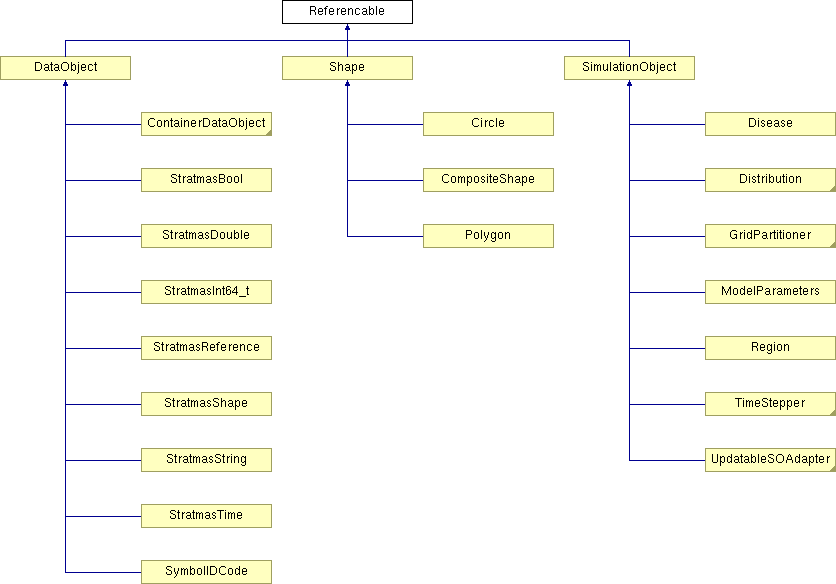 Referencable
DataObject
Shape
SimulationObject
ContainerDataObject
Circle
Disease
StratmasBool
CompositeShape
Distribution
StratmasDouble
Polygon
GridPartitioner
StratmasInt64_t
ModelParameters
StratmasReference
Region
StratmasShape
TimeStepper
StratmasString
UpdatableSOAdapter
StratmasTime
SymbolIDCode